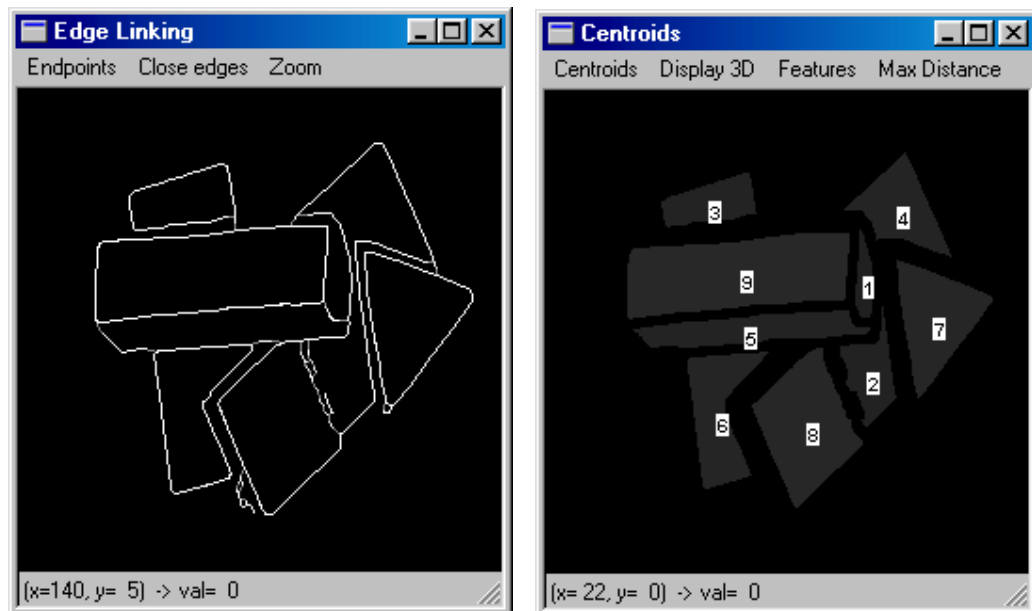 Edge Linking
Endpoints Close edges Zoom
(x=140, y= 5) -> val= 0
Centroids
Centroids Display 3D Features Max Distance
3
4
9
1
7
5
2
6
8
(x= 22, y= 0) -> val= 0